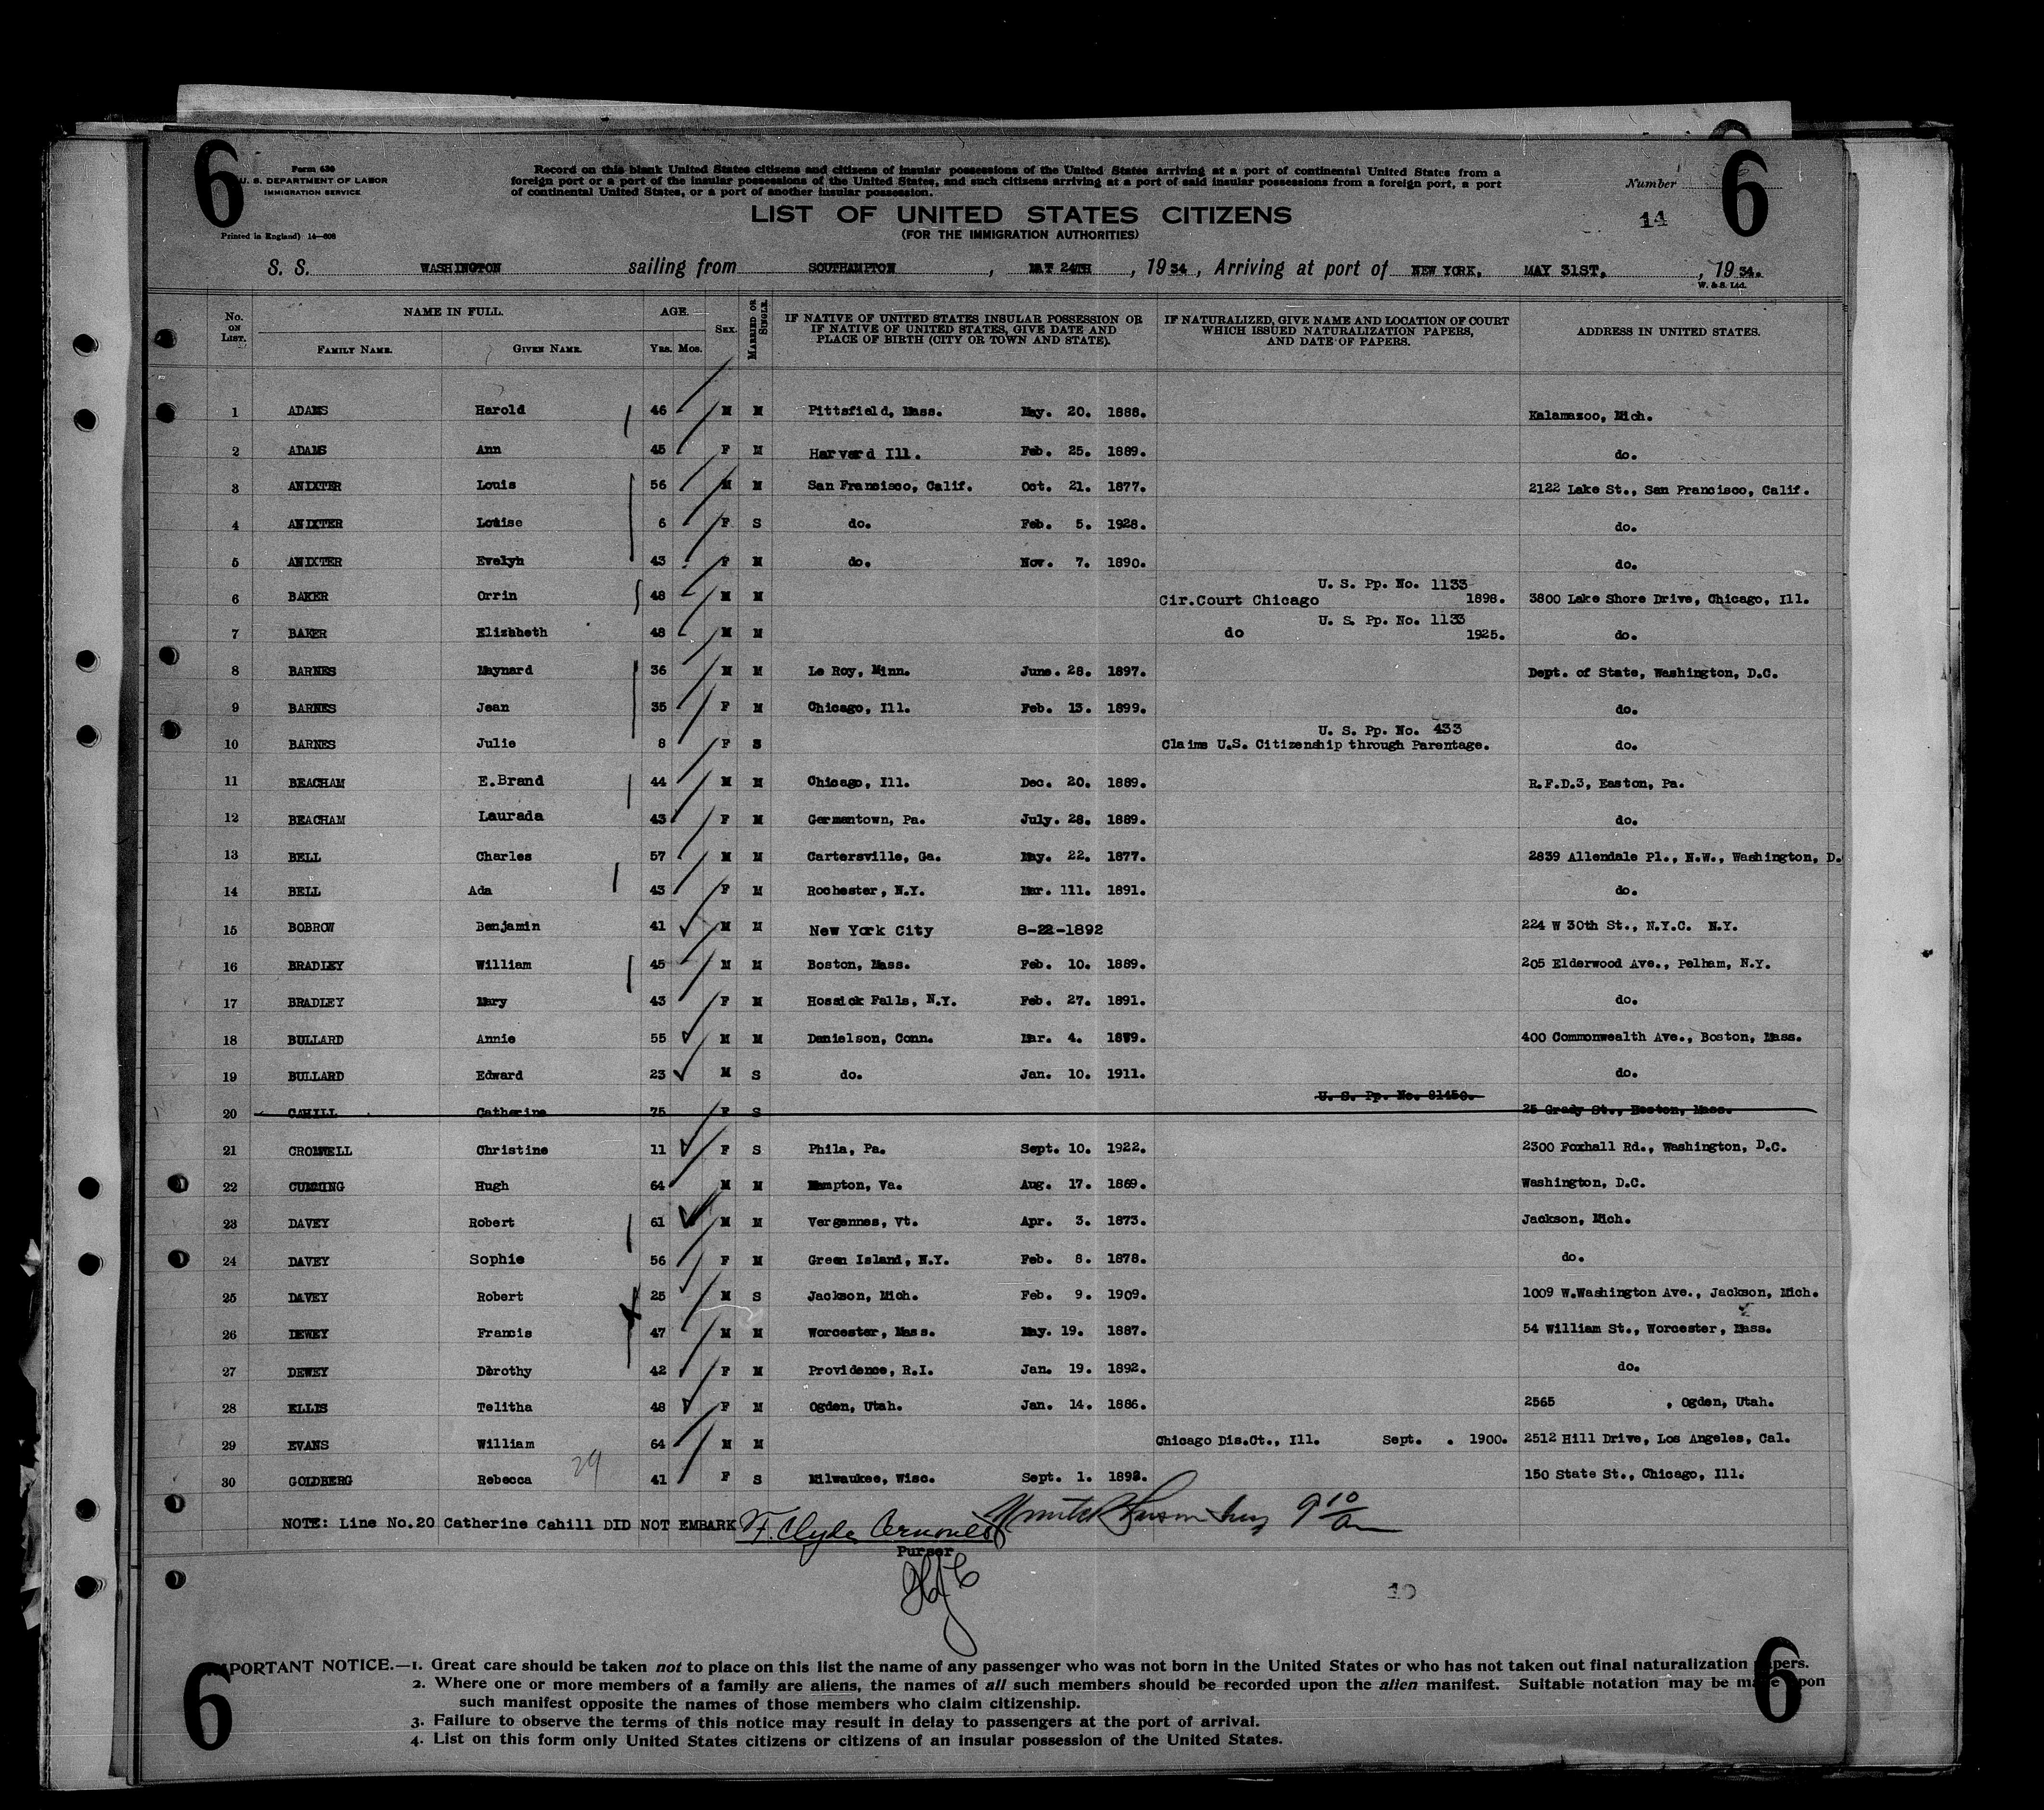 6 6
Form 630
U. S. DEPARTMENT OF LABOR
IMMIGRATION SERVICE
Printed in England) 14—808
Record on this blank United States citizens and citizens of insular possessions of the United States arriving at a port of continental United States from a
foreign port or a port of the insular possessions of the United States, and such citizens arriving at a port of said insular possessions from a foreign port, a port
of continental United States, or a port of another insular possession.
Number
14
LIST OF UNITED STATES CITIZENS
(FOR THE IMMIGRATION AUTHORITIES)
S. S. WASHINGTON sailing from SOUTHAMPTON, MAY 24TH, 1934, Arriving at port of NEW YORK, MAY 31ST, , 1934.
W. & S. Ltd.
No. ON LIST. NAME IN FULL. FAMILY NAME. GIVEN NAME. AGE. YRS. MOS. SEX. MARRIED OR SINGLE. IF NATIVE OF UNITED STATES INSULAR POSSESSION OR IF NATIVE OF UNITED STATES, GIVE DATE AND PLACE OF BIRTH (CITY OR TOWN AND STATE). IF NATURALIZED, GIVE NAME AND LOCATION OF COURT WHICH ISSUED NATURALIZATION PAPERS, AND DATE OF PAPERS. ADDRESS IN UNITED STATES.
1 ADAMS Harold 46 M M Pittsfield, Mass. May. 20. 1888. Kalamazoo, Mich.
2 ADAMS Ann 45 F M Harvard Ill. Feb. 25. 1889. do.
3 ANIXTER Louis 56 M M San Francisco, Calif. Oct. 21. 1877. 2122 Lake St., San Francisco, Calif.
4 ANIXTER Louise 6 F S do. Feb. 5. 1928. do.
5 ANIXTER Evelyn 43 F M do. Nov. 7. 1890. do.
U. S. Pp. No. 1133
6 BAKER Orrin 48 M M Cir.Court Chicago 1898. 3800 Lake Shore Drive, Chicago, Ill.
U. S. Pp. No. 1133
7 BAKER Elizhheth 48 M M do 1925. do.
8 BARNES Maynard 36 M M Le Roy, Minn. June. 28. 1897. Dept. of State, Washington, D.C.
9 BARNES Jean 35 F M Chicago, Ill. Feb. 13. 1899. do.
U. S. Pp. No. 433
10 BARNES Julie 8 F S Claims U.S. Citizenship through Parentage. do.
11 BEACHAM E.Brand 44 M M Chicago, Ill. Dec. 20. 1889. R.F.D.3, Easton, Pa.
12 BEACHAM Laurada 43 F M Germantown, Pa. July. 28. 1889. do.
13 BELL Charles 57 M M Cartersville, Ga. May. 22. 1877. 2839 Allendale Pl., N.W., Washington, D.
14 BELL Ada 43 F M Rochester, N.Y. Mar. 111. 1891. do.
15 BOBROW Benjamin 41 M M New York City 8-22-1892 224 W 30th St., N.Y.C. N.Y.
16 BRADLEY William 45 M M Boston, Mass. Feb. 10. 1889. 205 Elderwood Ave., Pelham, N.Y.
17 BRADLEY Mary 43 F M Hossick Falls, N.Y. Feb. 27. 1891. do.
18 BULLARD Annie 55 M M Danielson, Conn. Mar. 4. 1879. 400 Commonwealth Ave., Boston, Mass.
19 BULLARD Edward 23 M S do. Jan. 10. 1911. do.
U. S. Pp. No. 81450.
20 CAHILL Catherine 75 F S 25 Grady St., Boston, Mass.
21 CROMWELL Christine 11 F S Phila, Pa. Sept. 10. 1922. 2300 Foxhall Rd., Washington, D.C.
22 CUMMING Hugh 64 M M Hampton, Va. Aug. 17. 1869. Washington, D.C.
23 DAVEY Robert 61 M M Vergennes, Vt. Apr. 3. 1873. Jackson, Mich.
24 DAVEY Sophie 56 F M Green Island, N.Y. Feb. 8. 1878. do.
25 DAVEY Robert 25 M S Jackson, Mich. Feb. 9. 1909. 1009 W.Washington Ave., Jackson, Mich.
26 DEWEY Francis 47 M M Worcester, Mass. May. 19. 1887. 54 William St., Worcester, Mass.
27 DEWEY Dorothy 42 F M Providence, R.I. Jan. 19. 1892. do.
28 ELLIS Telitha 48 F M Ogden, Utah. Jan. 14. 1886. 2565 , Ogden, Utah.
29 EVANS William 64 M M Chicago Dis.Ct., Ill. Sept. . 1900. 2512 Hill Drive, Los Angeles, Cal.
30 GOLDBERG Rebecca 29 41 F S Milwaukee, Wisc. Sept. 1. 1892. 150 State St., Chicago, Ill.
NOTE: Line No.20 Catherine Cahill DID NOT EMBARK
Purser
10
IMPORTANT NOTICE.—1. Great care should be taken not to place on this list the name of any passenger who was not born in the United States or who has not taken out final naturalization papers.
2. Where one or more members of a family are aliens, the names of all such members should be recorded upon the alien manifest. Suitable notation may be made upon
such manifest opposite the names of those members who claim citizenship.
3. Failure to observe the terms of this notice may result in delay to passengers at the port of arrival.
4. List on this form only United States citizens or citizens of an insular possession of the United States.
6 6